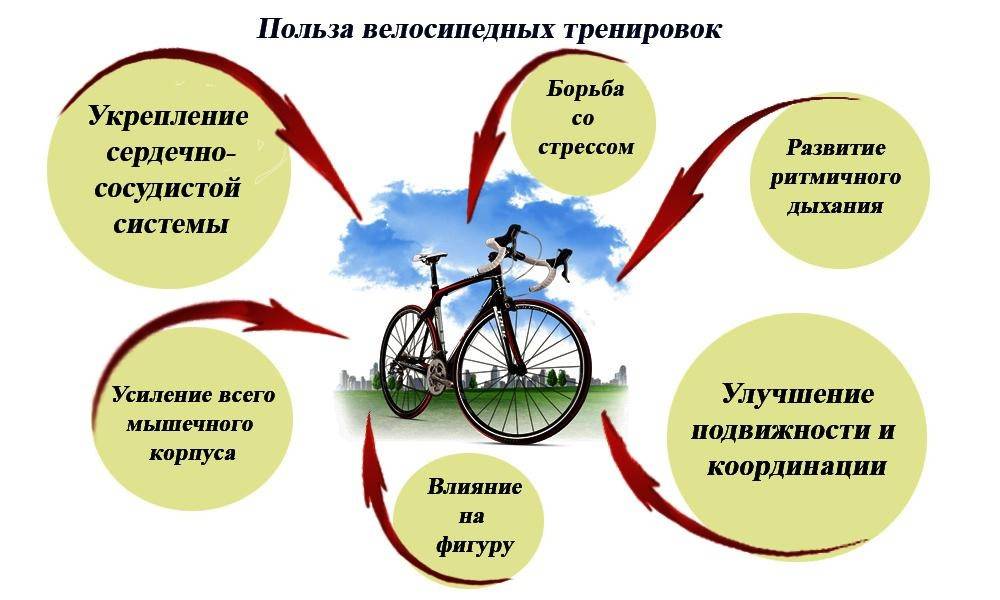 Польза велосипедных тренировок
Укрепление
сердечно-
сосудистой
системы
Борьба
со
стрессом
Развитие
ритмичного
дыхания
Усиление всего
мышечного
корпуса
Влияние
на
фигуру
Улучшение
подвижности и
координации